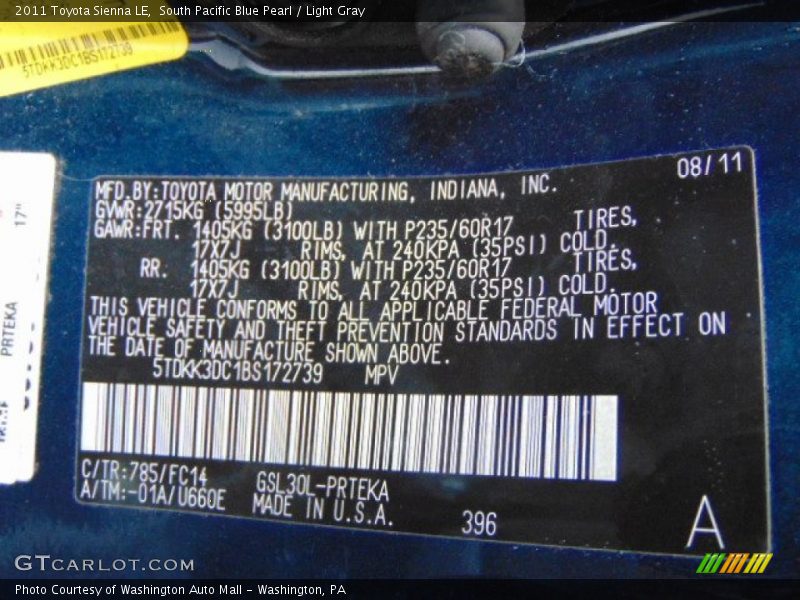 2011 Toyota Sienna LE, South Pacific Blue Pearl / Light Gray
5TDKK3DC1BS172739
17"
PRTEKA
08/11
MFD.BY:TOYOTA MOTOR MANUFACTURING, INDIANA, INC.
GVWR:2715KG (5995LB)
GAWR:FRT. 1405KG (3100LB) WITH P235/60R17 TIRES,
17X7J RIMS, AT 240KPA (35PSI) COLD.
RR. 1405KG (3100LB) WITH P235/60R17 TIRES,
17X7J RIMS, AT 240KPA (35PSI) COLD.
THIS VEHICLE CONFORMS TO ALL APPLICABLE FEDERAL MOTOR
VEHICLE SAFETY AND THEFT PREVENTION STANDARDS IN EFFECT ON
THE DATE OF MANUFACTURE SHOWN ABOVE.
5TDKK3DC1BS172739 MPV
C/TR:785/FC14 GSL30L-PRTEKA
A/TM:-01A/U660E MADE IN U.S.A. 396
A
GTCARLOT.COM
Photo Courtesy of Washington Auto Mall - Washington, PA